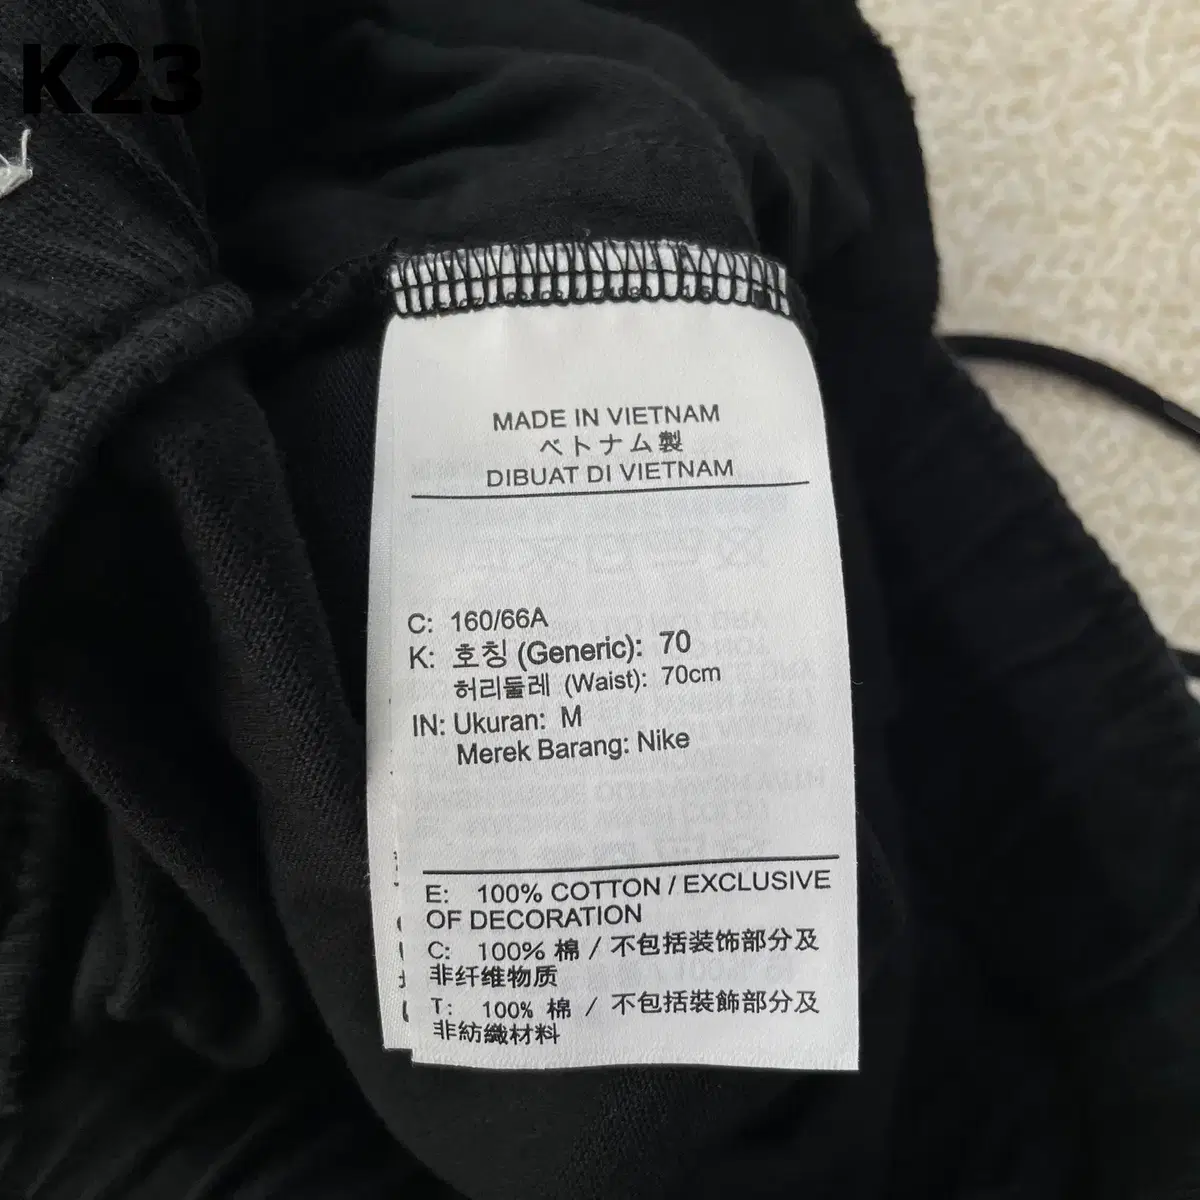 K23
MADE IN VIETNAM
ベトナム製
DIBUAT DI VIETNAM
C: 160/66A
K: 호칭 (Generic): 70
허리둘레 (Waist): 70cm
IN: Ukuran: M
Merek Barang: Nike
E: 100% COTTON / EXCLUSIVE
OF DECORATION
C: 100% 棉 / 不包括装饰部分及
非纤维物质
T: 100% 棉 / 不包括裝飾部分及
非紡織材料